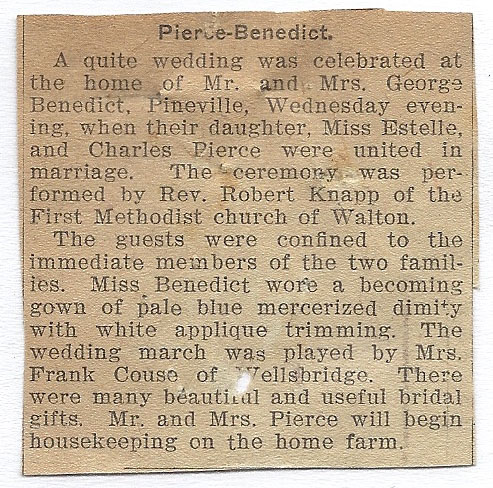 Pierce-Benedict.
A quite wedding was celebrated at
the home of Mr. and Mrs. George
Benedict, Pineville, Wednesday even-
ing, when their daughter, Miss Estelle,
and Charles Pierce were united in
marriage. The ceremony was per-
formed by Rev. Robert Knapp of the
First Methodist church of Walton.
The guests were confined to the
immediate members of the two famil-
ies. Miss Benedict wore a becoming
gown of pale blue mercerized dimity
with white applique trimming. The
wedding march was played by Mrs.
Frank Couse of Wellsbridge. There
were many beautiful and useful bridal
gifts. Mr. and Mrs. Pierce will begin
housekeeping on the home farm.